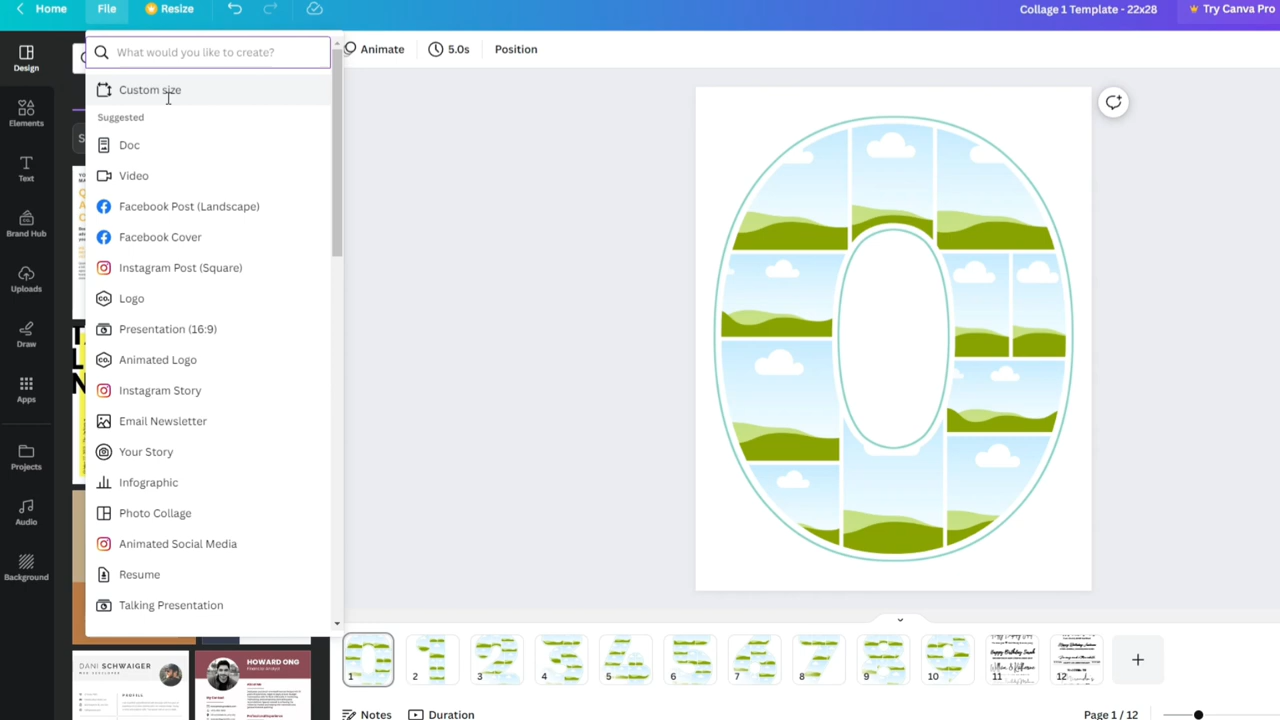 Home
File
Resize
Collage 1 Template - 22x28
Try Canva Pro
Design
Elements
Text
Brand Hub
Uploads
Draw
Projects
Apps
Audio
Background
What would you like to create?
Custom size
Suggested
Doc
Video
Facebook Post (Landscape)
Facebook Cover
Instagram Post (Square)
Logo
Presentation (16:9)
Animated Logo
Instagram Story
Email Newsletter
Your Story
Infographic
Photo Collage
Animated Social Media
Resume
Talking Presentation
Animate
5.0s
Position
DANI SCHWAIGER
PROFILE
HOWARD ONG
1
2
3
4
5
6
7
8
9
10
11
12
Notes
Duration
Page 1 / 12